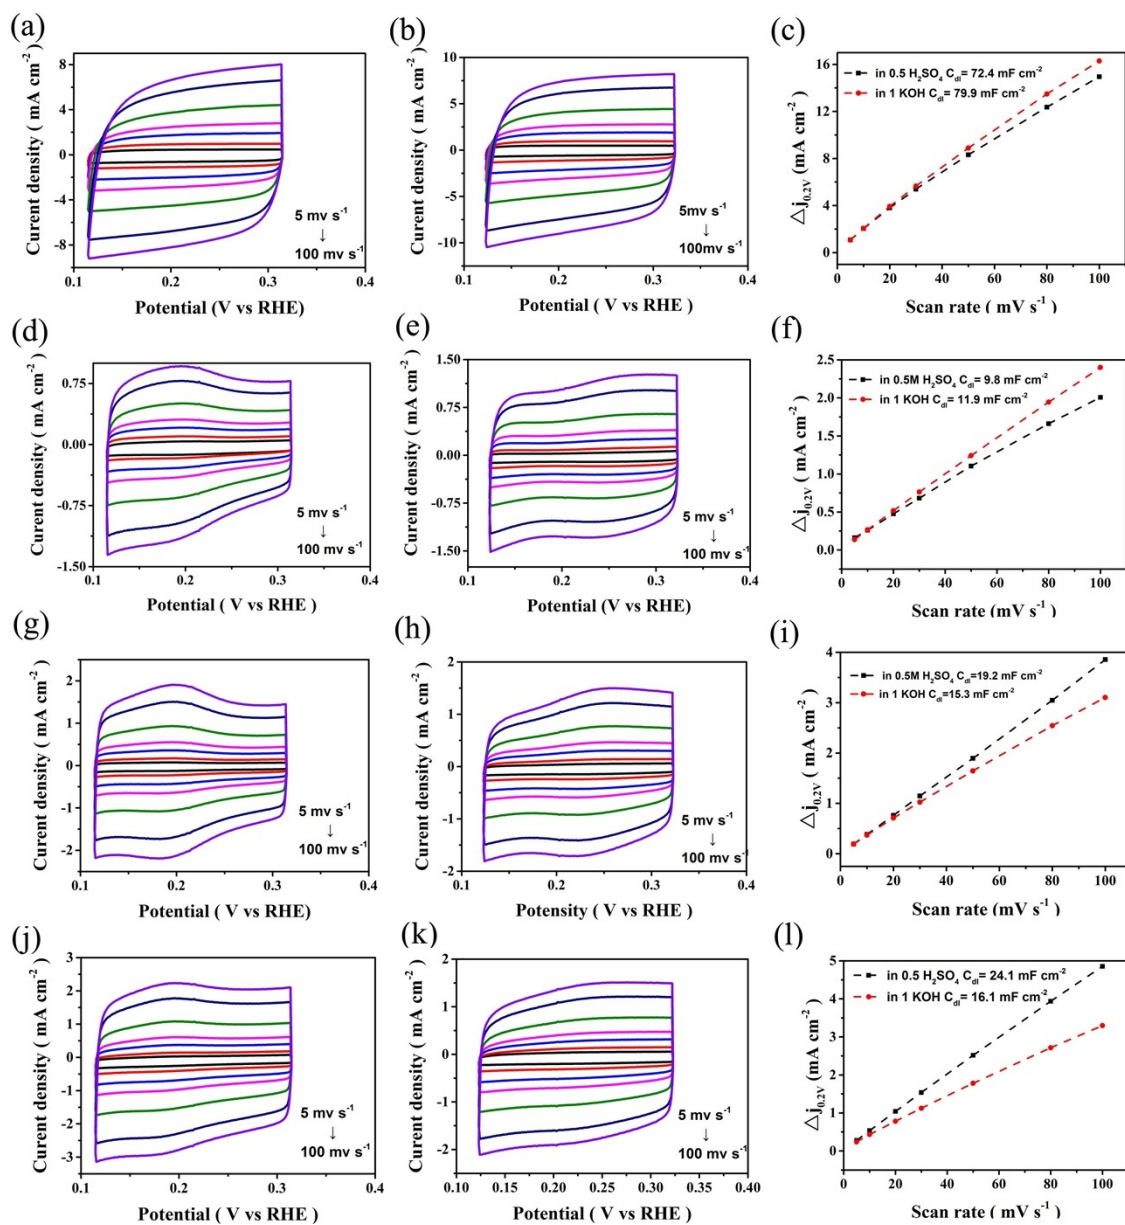 (a)
Curent density ( mA cm⁻²)
8
4
0
-4
-8
0.1
0.2
0.3
0.4
Potential (V vs RHE)
5 mv s⁻¹
↓
100 mv s⁻¹
(b)
Curent density ( mA cm⁻²)
10
5
0
-5
-10
0.1
0.2
0.3
0.4
Potential ( V vs RHE )
5mv s⁻¹
↓
100mv s⁻¹
(c)
△j₀.₂V (mA cm⁻²)
16
12
8
4
0
0
20
40
60
80
100
Scan rate ( mV s⁻¹)
in 0.5 H₂SO₄ Cdl= 72.4 mF cm⁻²
in 1 KOH Cdl= 79.9 mF cm⁻²
(d)
Curent density ( mA cm⁻²)
0.75
0.00
-0.75
-1.50
0.1
0.2
0.3
0.4
Potential ( V vs RHE )
5 mv s⁻¹
↓
100 mv s⁻¹
(e)
Curent density ( mA cm⁻²)
1.50
0.75
0.00
-0.75
-1.50
0.1
0.2
0.3
0.4
Potential (V vs RHE)
5 mv s⁻¹
↓
100 mv s⁻¹
(f)
△j₀.₂V ( mA cm⁻²)
2.5
2.0
1.5
1.0
0.5
0.0
0
20
40
60
80
100
Scan rate (mV s⁻¹)
in 0.5M H₂SO₄ Cdl= 9.8 mF cm⁻²
in 1 KOH Cdl= 11.9 mF cm⁻²
(g)
Curent density ( mA cm⁻²)
2
1
0
-1
-2
0.1
0.2
0.3
0.4
Potential ( V vs RHE)
5 mv s⁻¹
↓
100 mv s⁻¹
(h)
Curent density ( mA cm⁻²)
2
1
0
-1
-2
0.1
0.2
0.3
0.4
Potensity ( V vs RHE )
5 mv s⁻¹
↓
100 mv s⁻¹
(i)
△j₀.₂V ( mA cm⁻²)
4
3
2
1
0
0
20
40
60
80
100
Scan rate (mV s⁻¹)
in 0.5M H₂SO₄ Cdl=19.2 mF cm⁻²
in 1 KOH Cdl=15.3 mF cm⁻²
(j)
Curent density ( mA cm⁻²)
3
2
1
0
-1
-2
-3
0.1
0.2
0.3
0.4
Potential ( V vs RHE )
5 mv s⁻¹
↓
100 mv s⁻¹
(k)
Curent density ( mA cm⁻²)
2
1
0
-1
-2
0.10
0.15
0.20
0.25
0.30
0.35
0.40
Potential ( V vs RHE )
5 mv s⁻¹
↓
100 mv s⁻¹
(l)
△j₀.₂V (mA cm⁻²)
5
4
3
2
1
0
0
20
40
60
80
100
Scan rate (mV s⁻¹)
in 0.5 H₂SO₄ Cdl= 24.1 mF cm⁻²
in 1 KOH Cdl= 16.1 mF cm⁻²